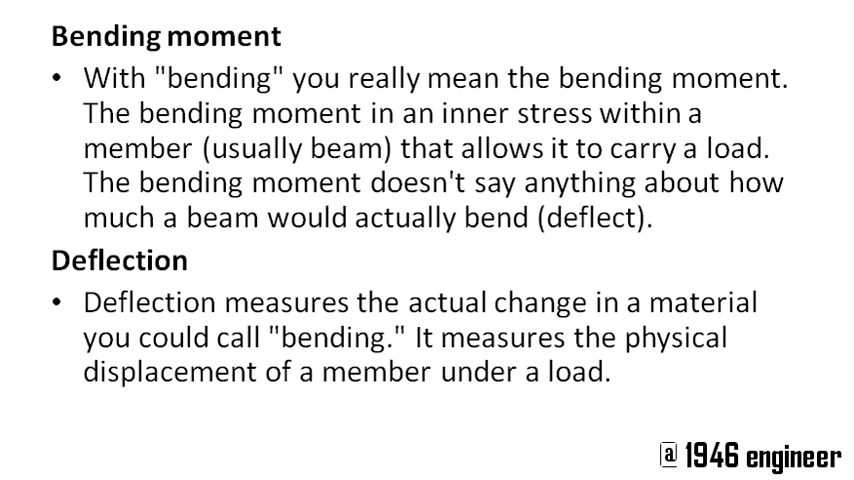 Bending moment
• With "bending" you really mean the bending moment.
The bending moment in an inner stress within a
member (usually beam) that allows it to carry a load.
The bending moment doesn't say anything about how
much a beam would actually bend (deflect).
Deflection
• Deflection measures the actual change in a material
you could call "bending." It measures the physical
displacement of a member under a load.
@ 1946 engineer